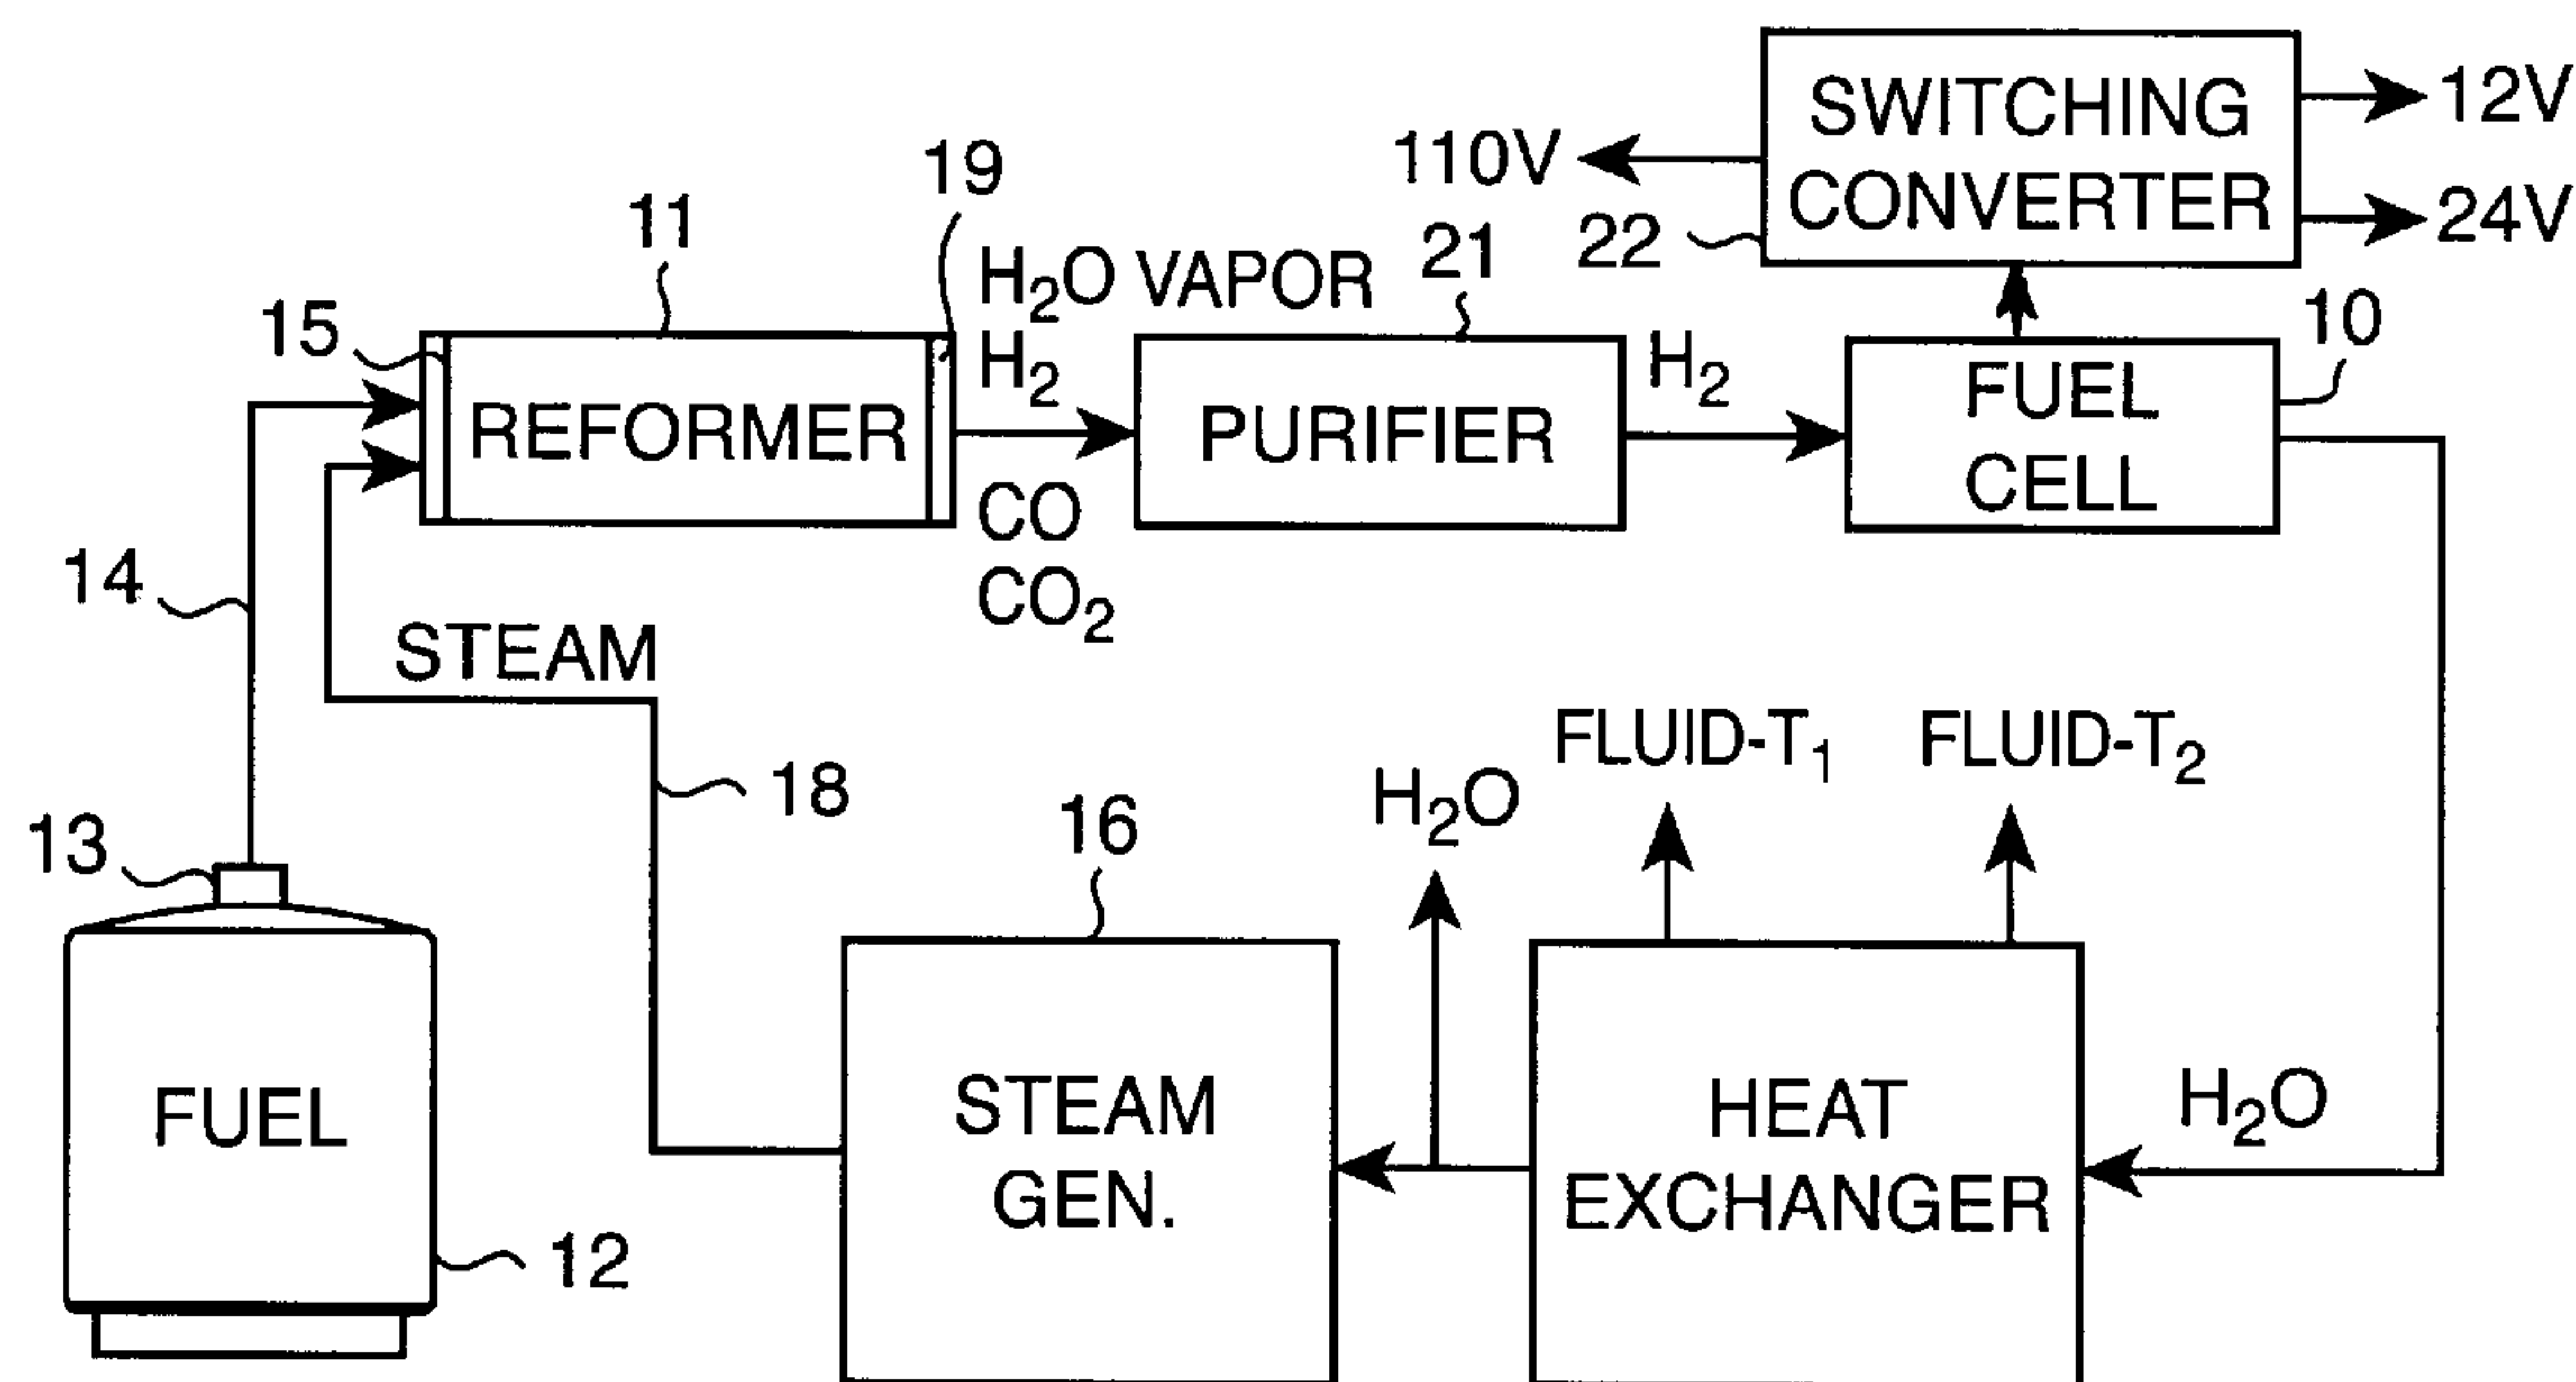 SWITCHING
CONVERTER
12V
24V
110V
22
19
11
15
H₂O VAPOR
H₂
21
10
REFORMER
PURIFIER
H₂
FUEL
CELL
CO
CO₂
14
STEAM
18
13
16
H₂O
FLUID-T₁
FLUID-T₂
FUEL
12
STEAM
GEN.
HEAT
EXCHANGER
H₂O